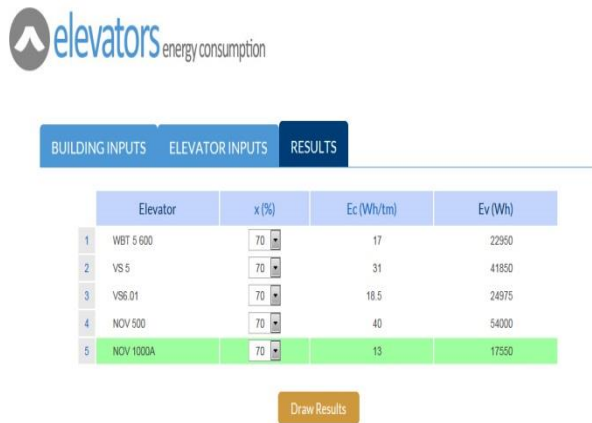 elevators energy consumption
BUILDING INPUTS ELEVATOR INPUTS RESULTS
Elevator x (%) Ec (Wh/tm) Ev (Wh)
1 WBT 5 600 70 17 22950
2 VS 5 70 31 41850
3 VS6.01 70 18.5 24975
4 NOV 500 70 40 54000
5 NOV 1000A 70 13 17550
Draw Results